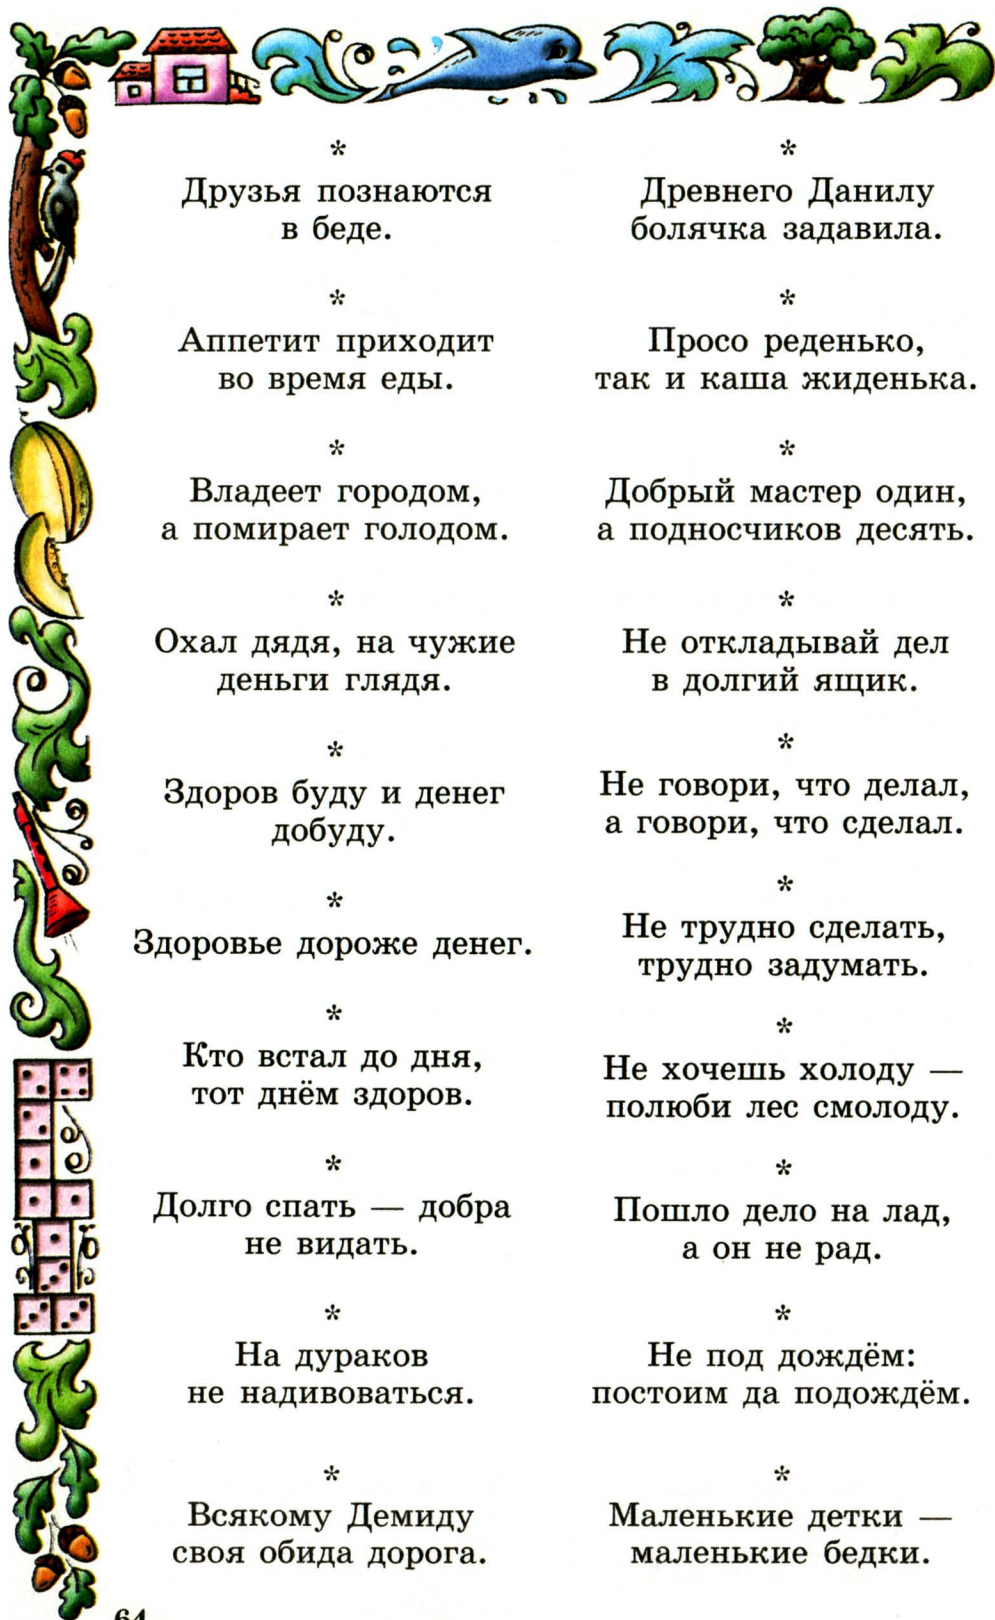 *
Друзья познаются
в беде.
*
Аппетит приходит
во время еды.
*
Владеет городом,
а помирает голодом.
*
Охал дядя, на чужие
деньги глядя.
*
Здоров буду и денег
добуду.
*
Здоровье дороже денег.
*
Кто встал до дня,
тот днём здоров.
*
Долго спать — добра
не видать.
*
На дураков
не надивоваться.
*
Всякому Демиду
своя обида дорога.
*
Древнего Данилу
болячка задавила.
*
Просо реденько,
так и каша жиденька.
*
Добрый мастер один,
а подносчиков десять.
*
Не откладывай дел
в долгий ящик.
*
Не говори, что делал,
а говори, что сделал.
*
Не трудно сделать,
трудно задумать.
*
Не хочешь холоду —
полюби лес смолоду.
*
Пошло дело на лад,
а он не рад.
*
Не под дождём:
постоим да подождём.
*
Маленькие детки —
маленькие бедки.
64